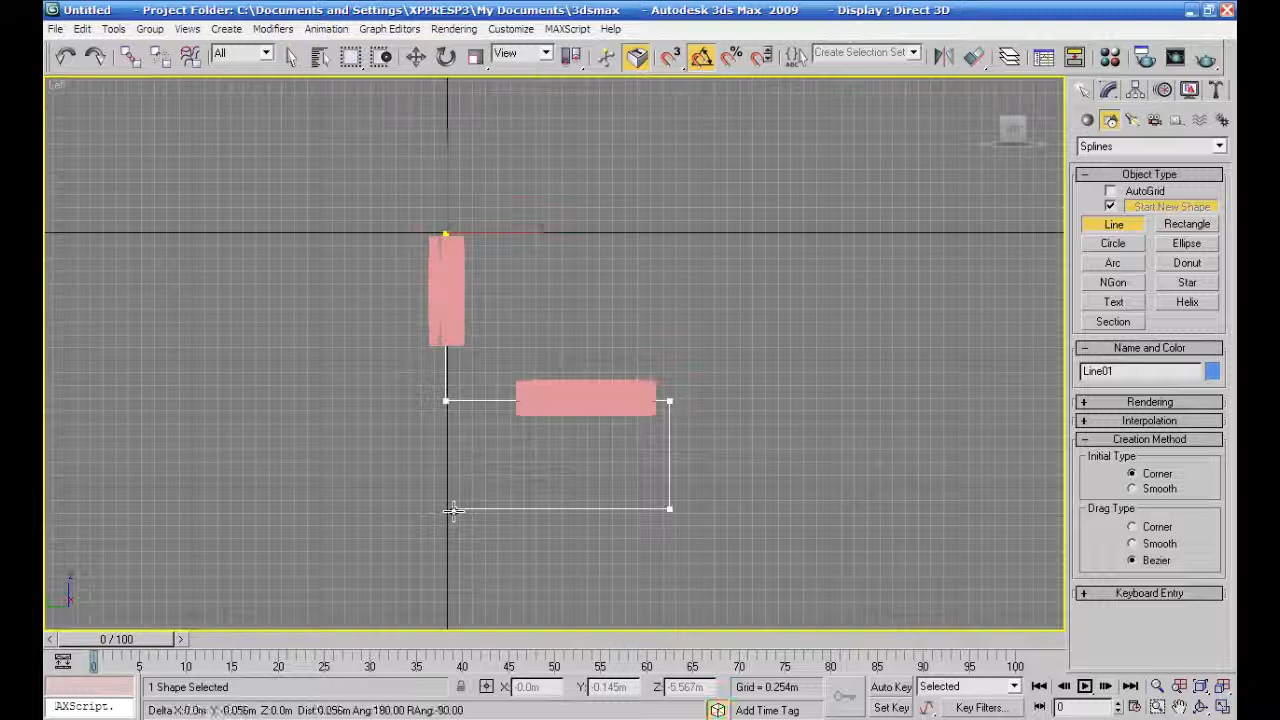 Untitled - Project Folder: C:\Documents and Settings\XPPRESP3\My Documents\3dsmax - Autodesk 3ds Max 2009 - Display : Direct 3D
File Edit Tools Group Views Create Modifiers Animation Graph Editors Rendering Customize MAXScript Help
All View Create Selection Set
Left
Splines
Object Type
AutoGrid
Start New Shape
Line Rectangle
Circle Ellipse
Arc Donut
NGon Star
Text Helix
Section
Name and Color
Line01
Rendering
Interpolation
Creation Method
Initial Type
Corner
Smooth
Drag Type
Corner
Smooth
Bezier
Keyboard Entry
z
0 / 100
0 5 10 15 20 25 30 35 40 45 50 55 60 65 70 75 80 85 90 95 100
1 Shape Selected X: -0.0m Y: -0.145m Z: -5.567m Grid = 0.254m Auto Key Selected
AXScript. Delta X:0.0m Y:-0.056m Z:0.0m Dist:0.056m Ang:180.00 RAng:-90.00 Add Time Tag Set Key Key Filters... 0